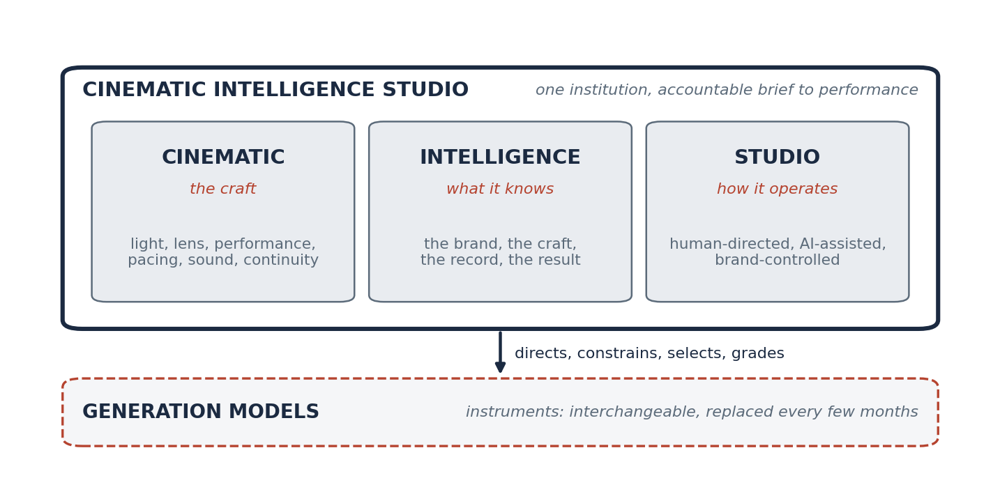 CINEMATIC INTELLIGENCE STUDIO
one institution, accountable brief to performance
CINEMATIC
the craft
light, lens, performance,
pacing, sound, continuity
INTELLIGENCE
what it knows
the brand, the craft,
the record, the result
STUDIO
how it operates
human-directed, AI-assisted,
brand-controlled
directs, constrains, selects, grades
GENERATION MODELS
instruments: interchangeable, replaced every few months